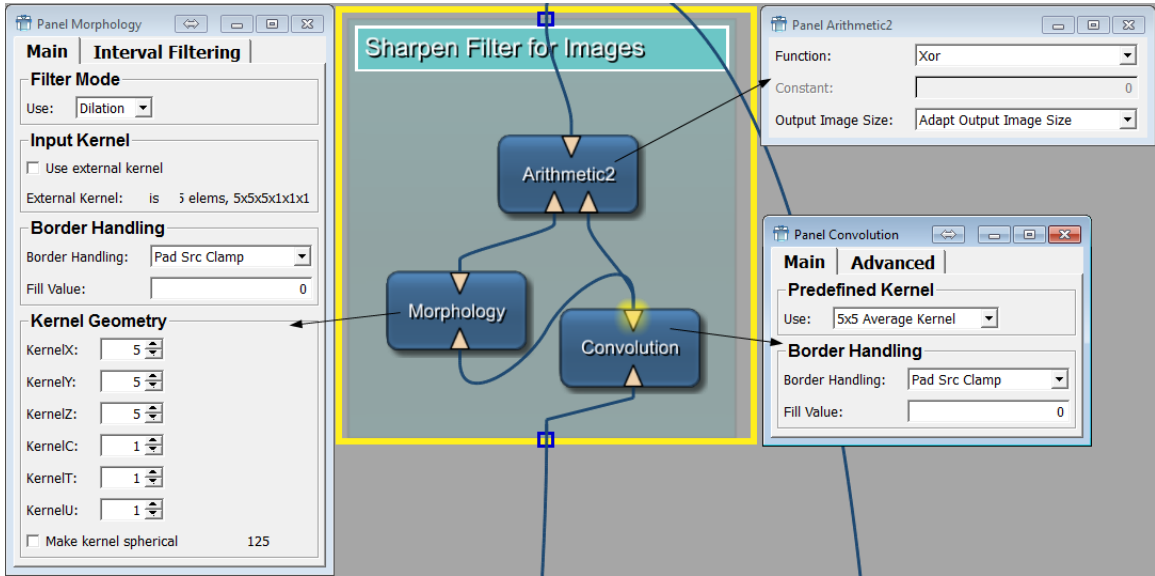 Panel Morphology
Main Interval Filtering
Filter Mode
Use: Dilation
Input Kernel
Use external kernel
External Kernel: is 5 elems, 5x5x5x1x1x1
Border Handling
Border Handling: Pad Src Clamp
Fill Value: 0
Kernel Geometry
KernelX: 5
KernelY: 5
KernelZ: 5
KernelC: 1
KernelT: 1
KernelU: 1
Make kernel spherical 125
Sharpen Filter for Images
Arithmetic2
Morphology
Convolution
Panel Arithmetic2
Function: Xor
Constant: 0
Output Image Size: Adapt Output Image Size
Panel Convolution
Main Advanced
Predefined Kernel
Use: 5x5 Average Kernel
Border Handling
Border Handling: Pad Src Clamp
Fill Value: 0